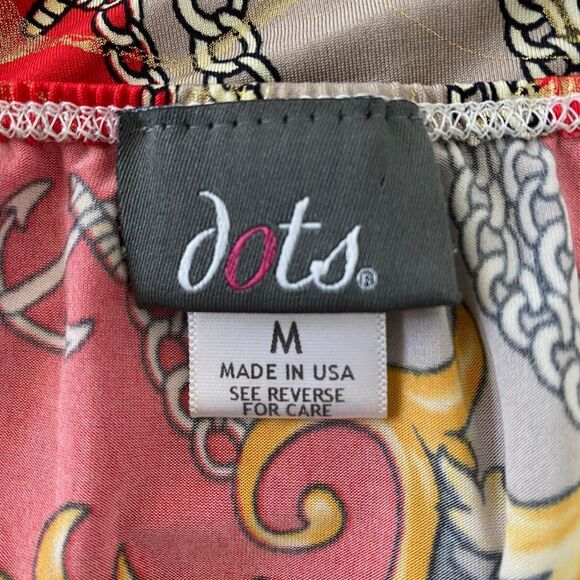 dots®
M
MADE IN USA
SEE REVERSE
FOR CARE